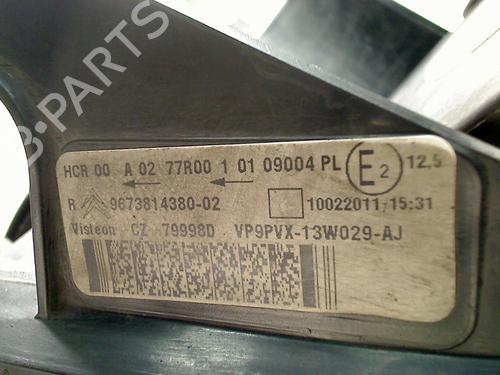 B-PARTS
HCR 00 A 02 77R00 1 01 09004 PL E2 12,5
R 9673814380-02 10022011/15:31
Visteon CZ 79998D VP9PVX-13W029-AJ